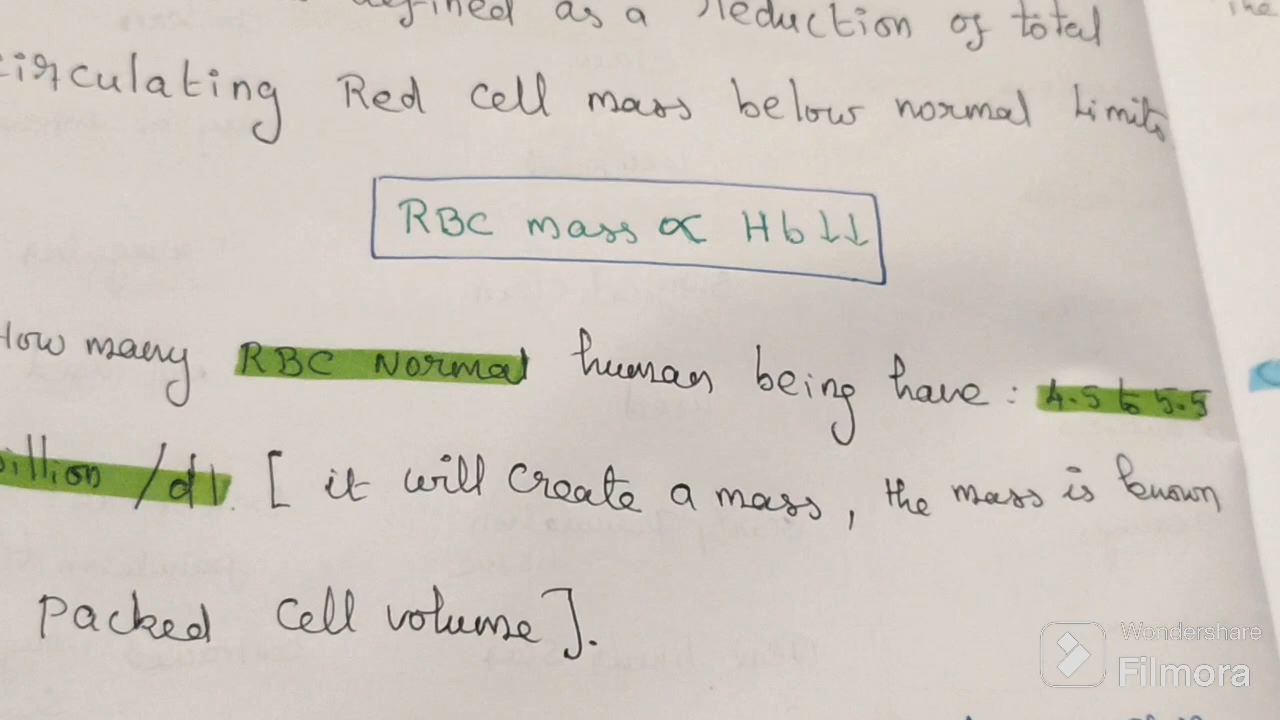 defined as a reduction of total
circulating Red cell mass below normal limits
RBC mass ∝ Hb↓↓
How many RBC Normal human being have: 4.5 to 5.5
million /dl. [ it will create a mass, the mass is known
packed cell volume].
Wondershare
Filmora